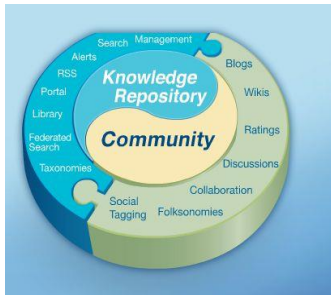 Management
Search
Alerts
RSS
Portal
Library
Federated
Search
Taxonomies
Knowledge
Repository
Community
Blogs
Wikis
Ratings
Discussions
Collaboration
Folksonomies
Social
Tagging